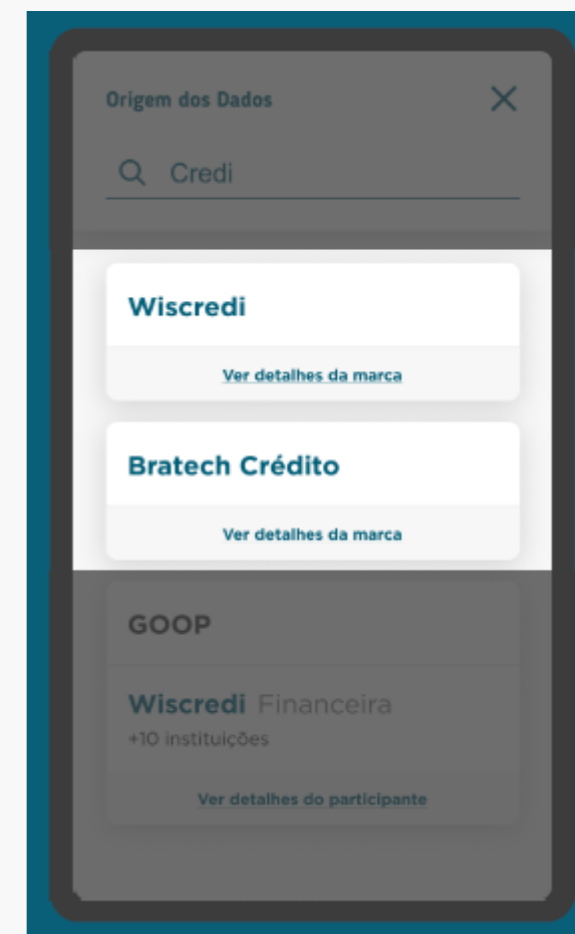 Origem dos Dados
Credi
Wiscredi
Ver detalhes da marca
Bratech Crédito
Ver detalhes da marca
GOOP
Wiscredi Financeira
+10 instituições
Ver detalhes do participante